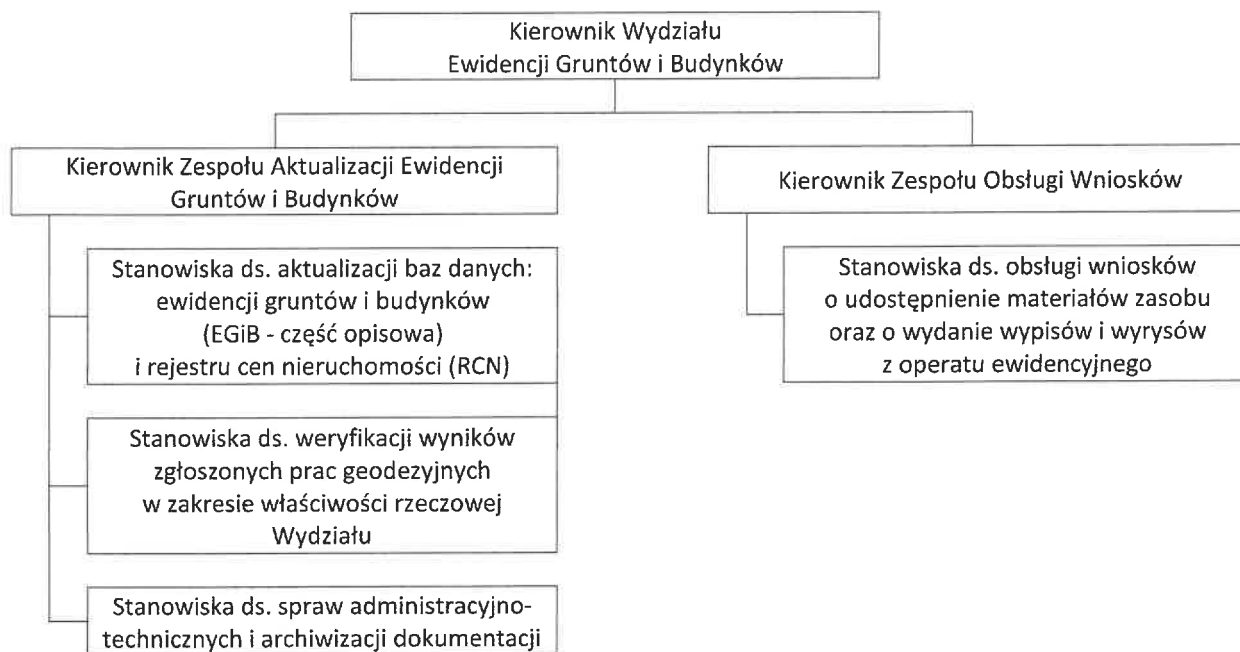 Kierownik Wydziału
Ewidencji Gruntów i Budynków
Kierownik Zespołu Aktualizacji Ewidencji
Gruntów i Budynków
Stanowiska ds. aktualizacji baz danych:
ewidencji gruntów i budynków
(EGiB - część opisowa)
i rejestru cen nieruchomości (RCN)
Stanowiska ds. weryfikacji wyników
zgłoszonych prac geodezyjnych
w zakresie właściwości rzeczowej
Wydziału
Stanowiska ds. spraw administracyjno-
technicznych i archiwizacji dokumentacji
Kierownik Zespołu Obsługi Wniosków
Stanowiska ds. obsługi wniosków
o udostępnienie materiałów zasobu
oraz o wydanie wypisów i wyrysów
z operatu ewidencyjnego